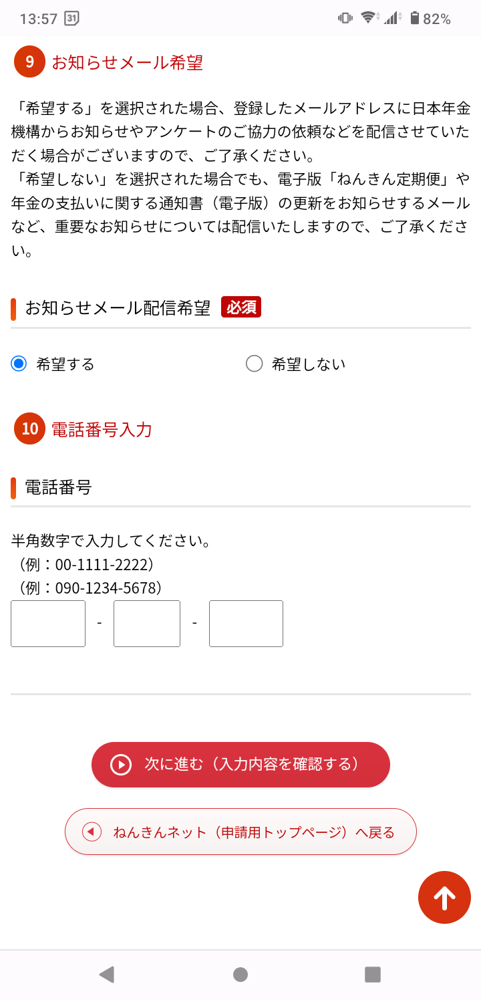 13:57 31 82%
9 お知らせメール希望
「希望する」を選択された場合、登録したメールアドレスに日本年金
機構からお知らせやアンケートのご協力の依頼などを配信させていた
だく場合がございますので、ご了承ください。
「希望しない」を選択された場合でも、電子版「ねんきん定期便」や
年金の支払いに関する通知書（電子版）の更新をお知らせするメール
など、重要なお知らせについては配信いたしますので、ご了承くださ
い。
お知らせメール配信希望 必須
希望する 希望しない
10 電話番号入力
電話番号
半角数字で入力してください。
（例：00-1111-2222）
（例：090-1234-5678）
- -
次に進む（入力内容を確認する）
ねんきんネット（申請用トップページ）へ戻る